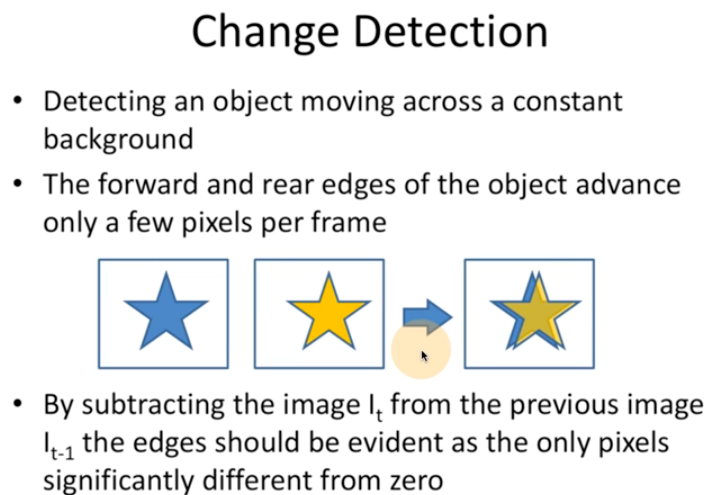 Change Detection
• Detecting an object moving across a constant
background
• The forward and rear edges of the object advance
only a few pixels per frame
• By subtracting the image Iₜ from the previous image
Iₜ₋₁ the edges should be evident as the only pixels
significantly different from zero